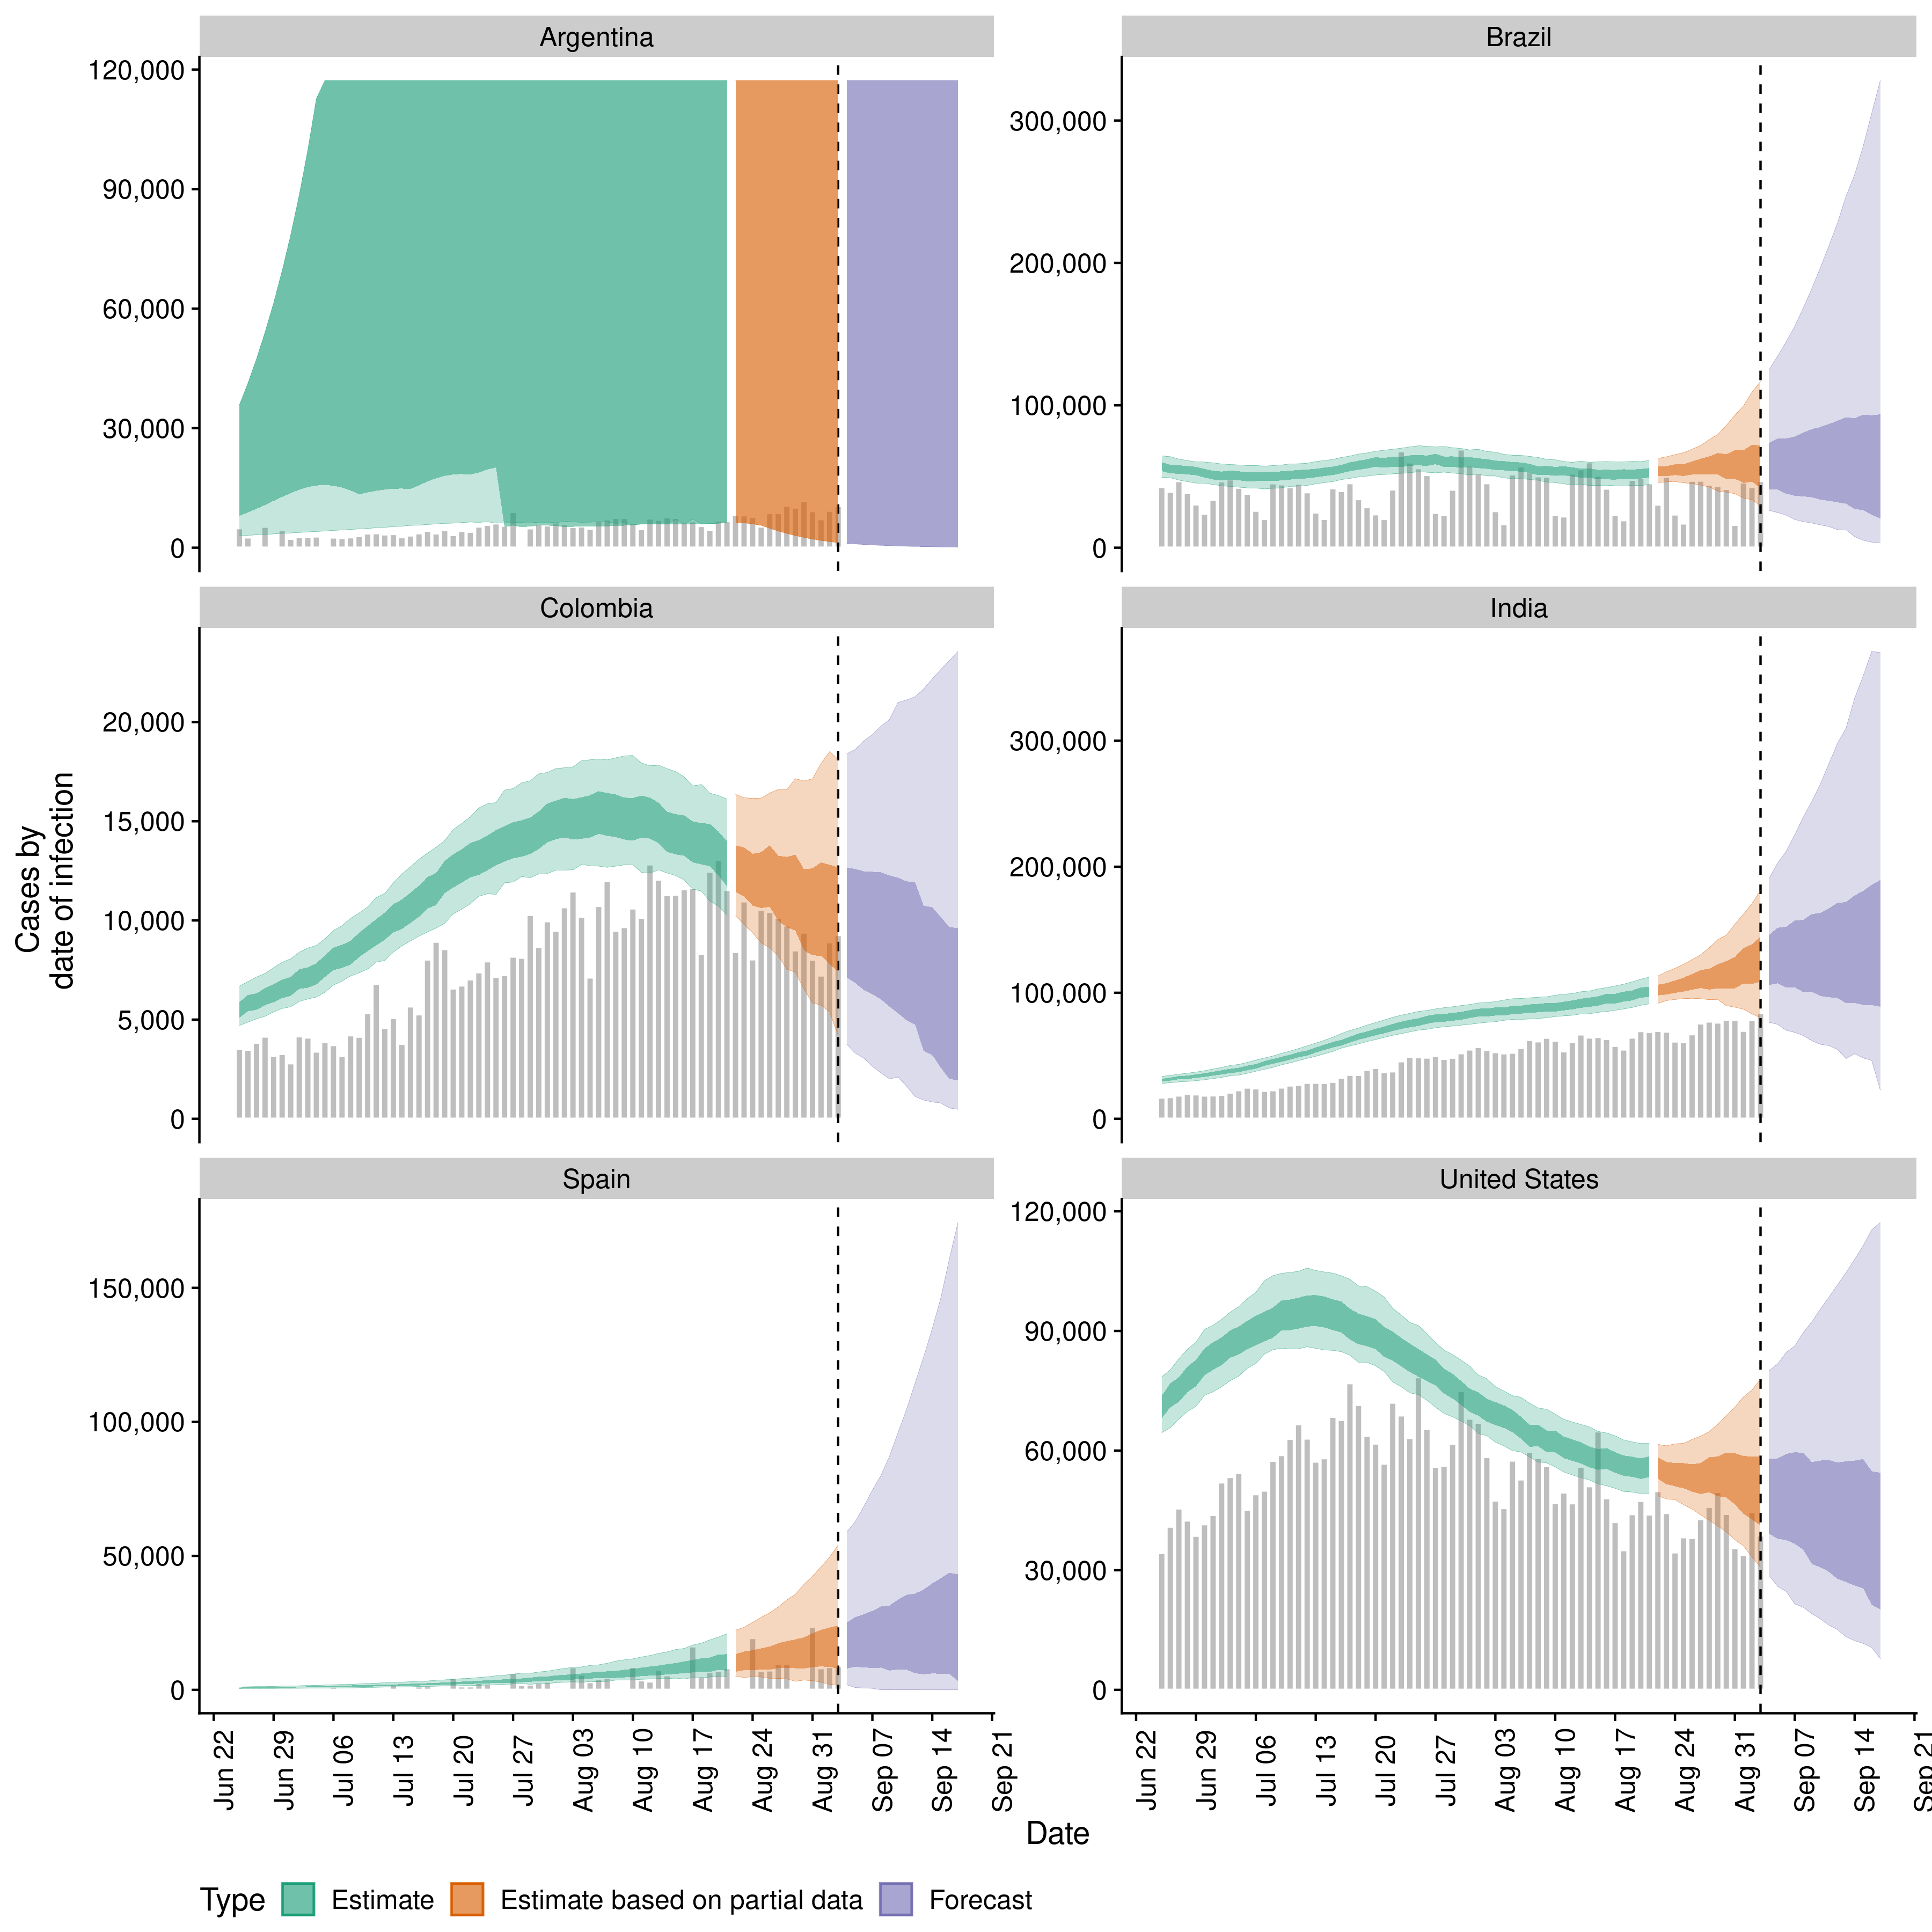 Argentina
Brazil
120,000
90,000
60,000
30,000
0
300,000
200,000
100,000
0
Colombia
India
20,000
15,000
10,000
5,000
0
300,000
200,000
100,000
0
Spain
United States
150,000
100,000
50,000
0
120,000
90,000
60,000
30,000
0
Cases by
date of infection
Jun 22
Jun 29
Jul 06
Jul 13
Jul 20
Jul 27
Aug 03
Aug 10
Aug 17
Aug 24
Aug 31
Sep 07
Sep 14
Sep 21
Jun 22
Jun 29
Jul 06
Jul 13
Jul 20
Jul 27
Aug 03
Aug 10
Aug 17
Aug 24
Aug 31
Sep 07
Sep 14
Sep 21
Date
Type Estimate Estimate based on partial data Forecast